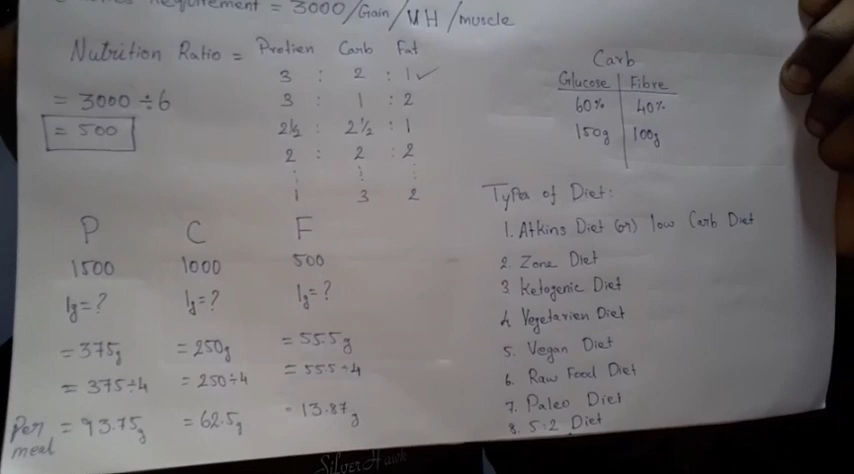 Requirement = 3000/Gain/MH/muscle
Nutrition Ratio = Protien Carb Fat
3 : 2 : 1 ✓
= 3000 ÷ 6
3 : 1 : 2
= 500
2½ : 2½ : 1
2 : 2 : 2
⋮ ⋮ ⋮
1 3 2
P C F
1500 1000 500
1g = ? 1g = ? 1g = ?
= 375g = 250g = 55.5g
= 375÷4 = 250÷4 = 55.5÷4
Per meal = 93.75g = 62.5g = 13.87g
Carb
Glucose Fibre
60% 40%
150g 100g
Types of Diet:
1. Atkins Diet (or) low Carb Diet
2. Zone Diet
3 Ketogenic Diet
4 Vegetarien Diet
5. Vegan Diet
6. Raw Food Diet
7. Paleo Diet
8. 5:2 Diet
Silver Hawk